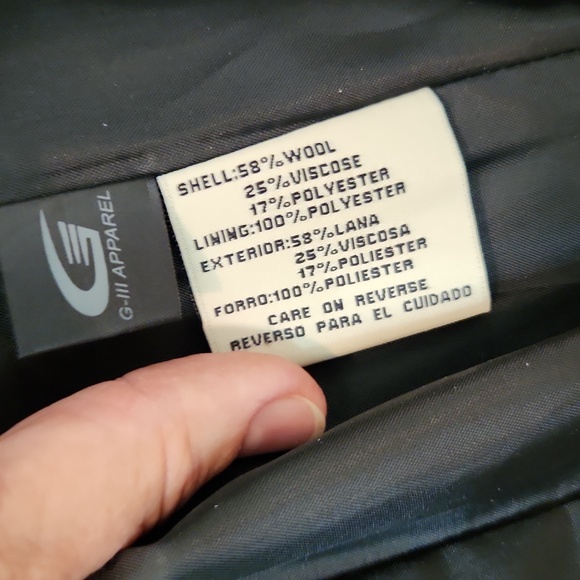 G-III APPAREL
SHELL:58%WOOL
25%VISCOSE
17%POLYESTER
LINING:100%POLYESTER
EXTERIOR:58%LANA
25%VISCOSA
17%POLIESTER
FORRO:100%POLIESTER
CARE ON REVERSE
REVERSO PARA EL CUIDADO